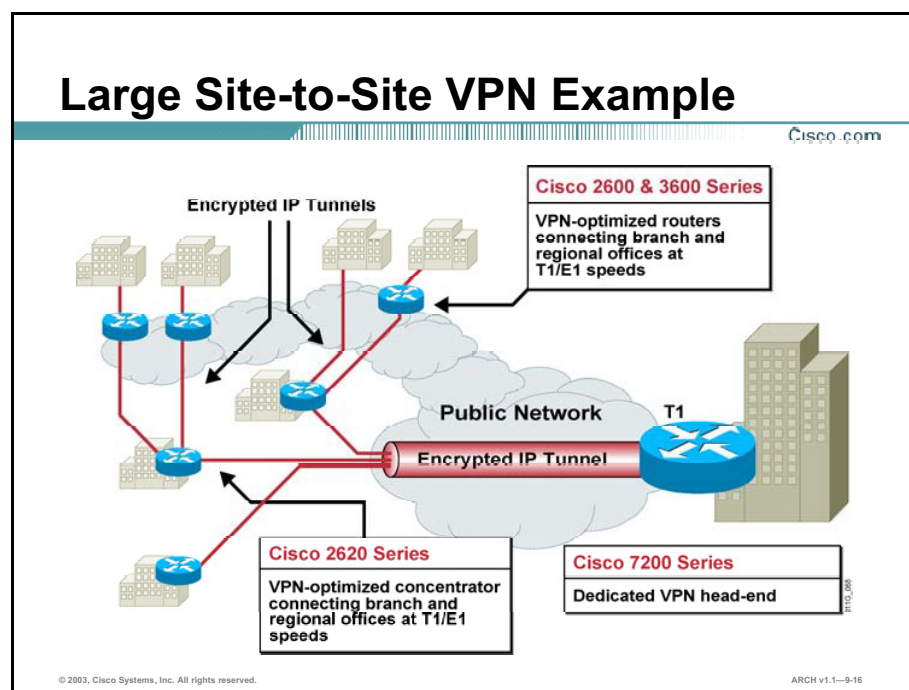 Large Site-to-Site VPN Example
Cisco.com
Encrypted IP Tunnels
Cisco 2600 & 3600 Series
VPN-optimized routers
connecting branch and
regional offices at
T1/E1 speeds
Public Network
T1
Encrypted IP Tunnel
Cisco 2620 Series
VPN-optimized concentrator
connecting branch and
regional offices at T1/E1
speeds
Cisco 7200 Series
Dedicated VPN head-end
© 2003, Cisco Systems, Inc. All rights reserved.
ARCH v1.1—9-16